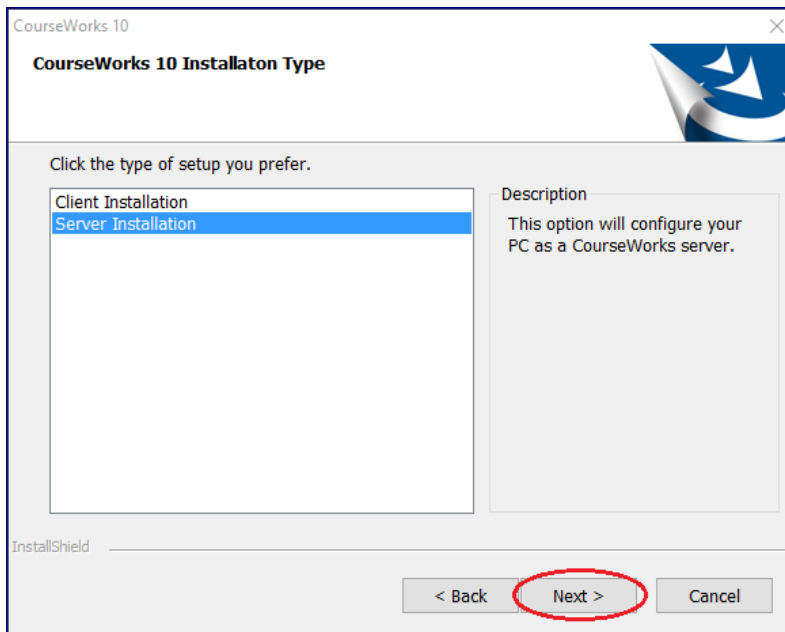 CourseWorks 10
CourseWorks 10 Installaton Type
Click the type of setup you prefer.
Client Installation
Server Installation
Description
This option will configure your
PC as a CourseWorks server.
InstallShield
< Back
Next >
Cancel